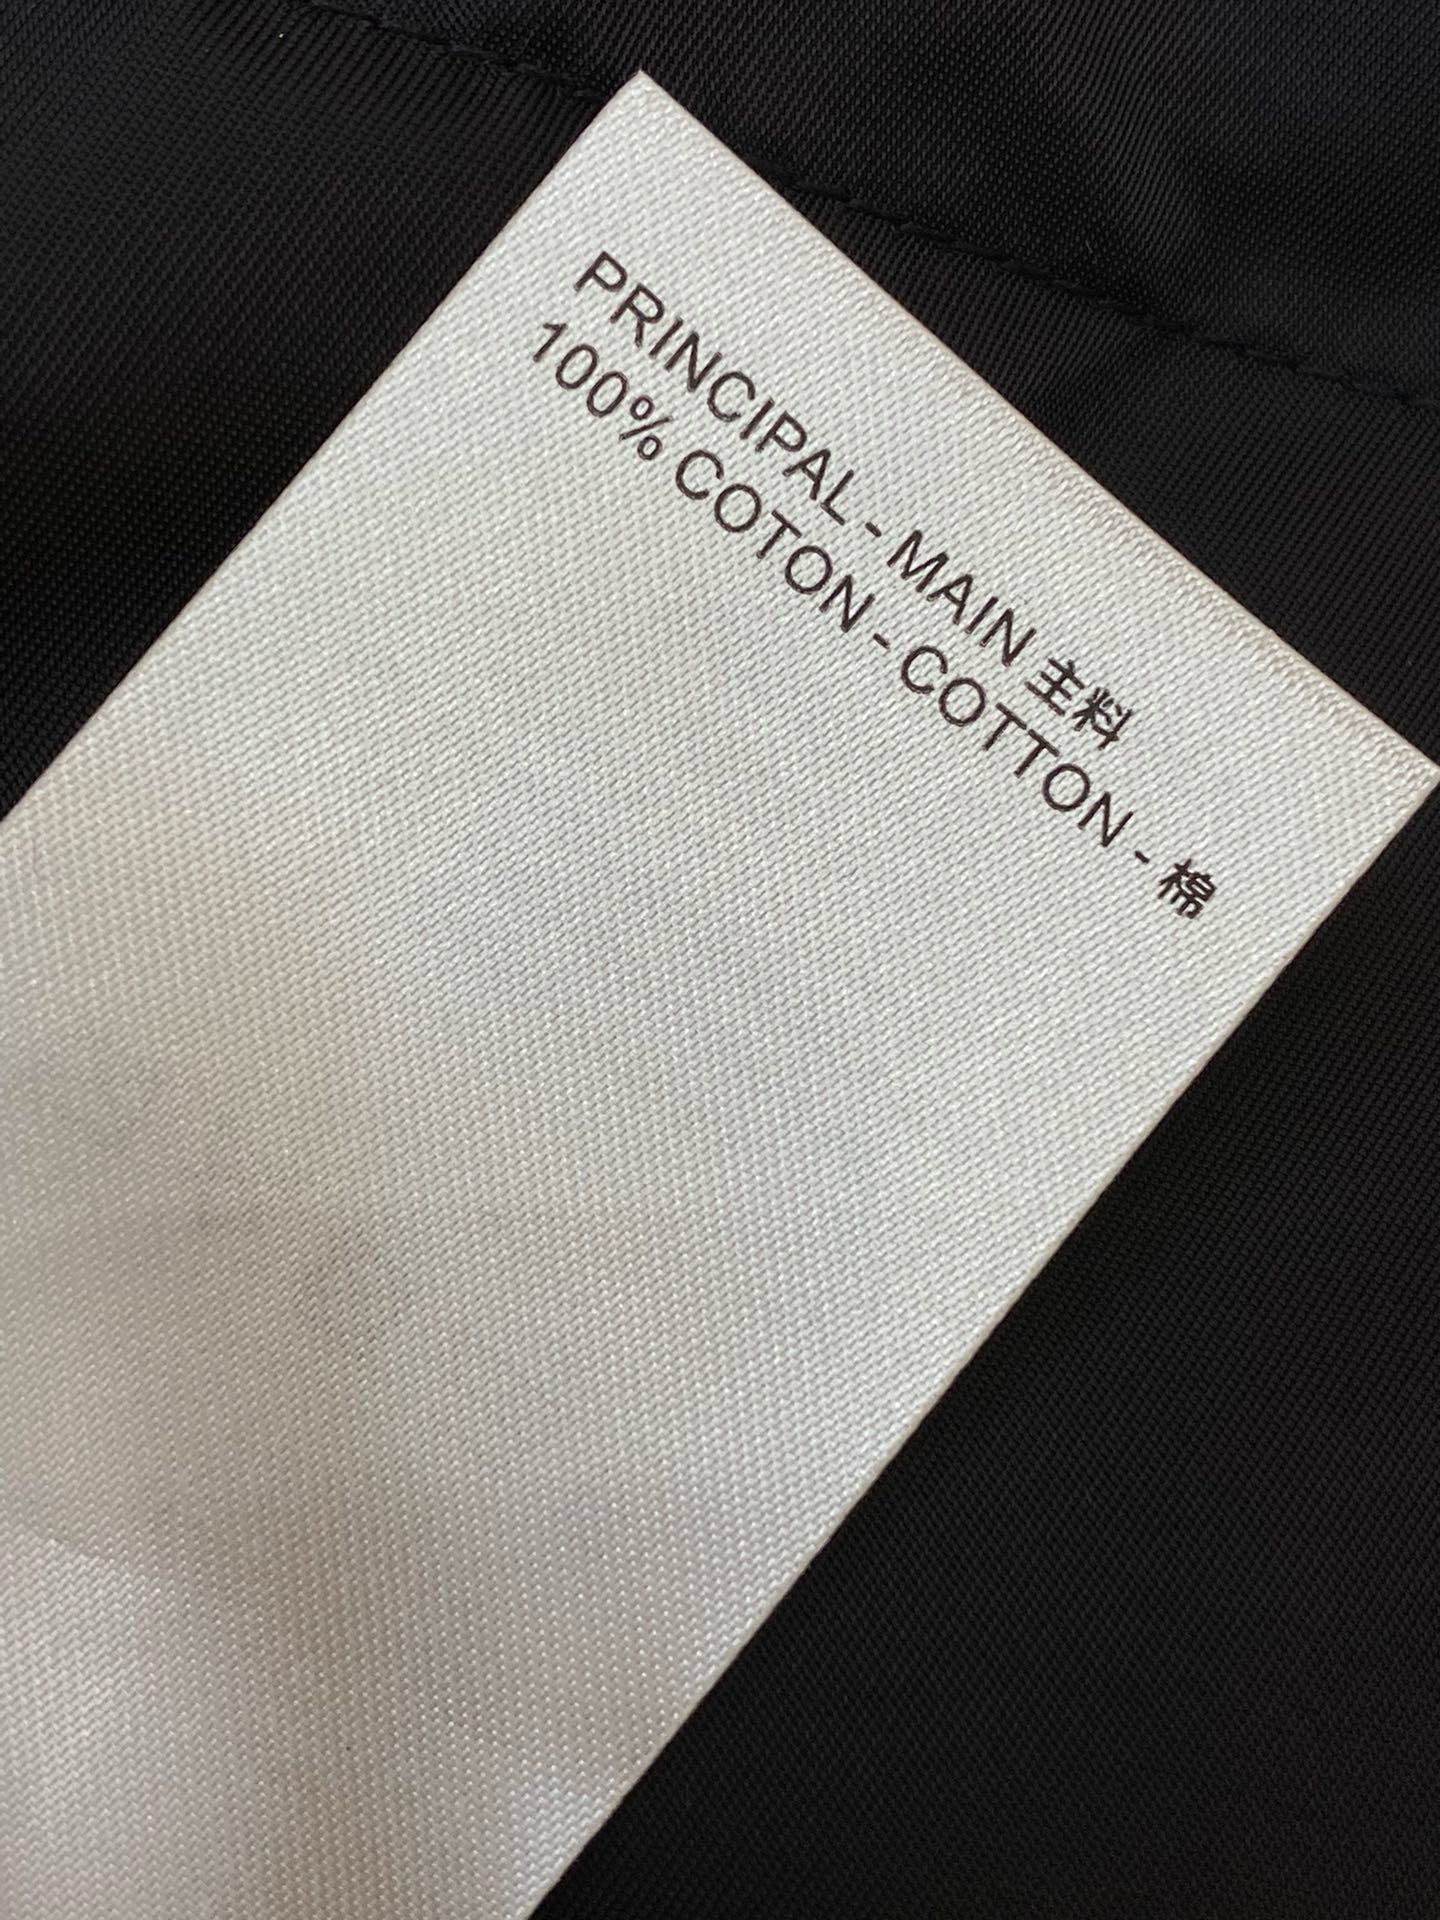 PRINCIPAL - MAIN 主料
100% COTON - COTTON - 棉